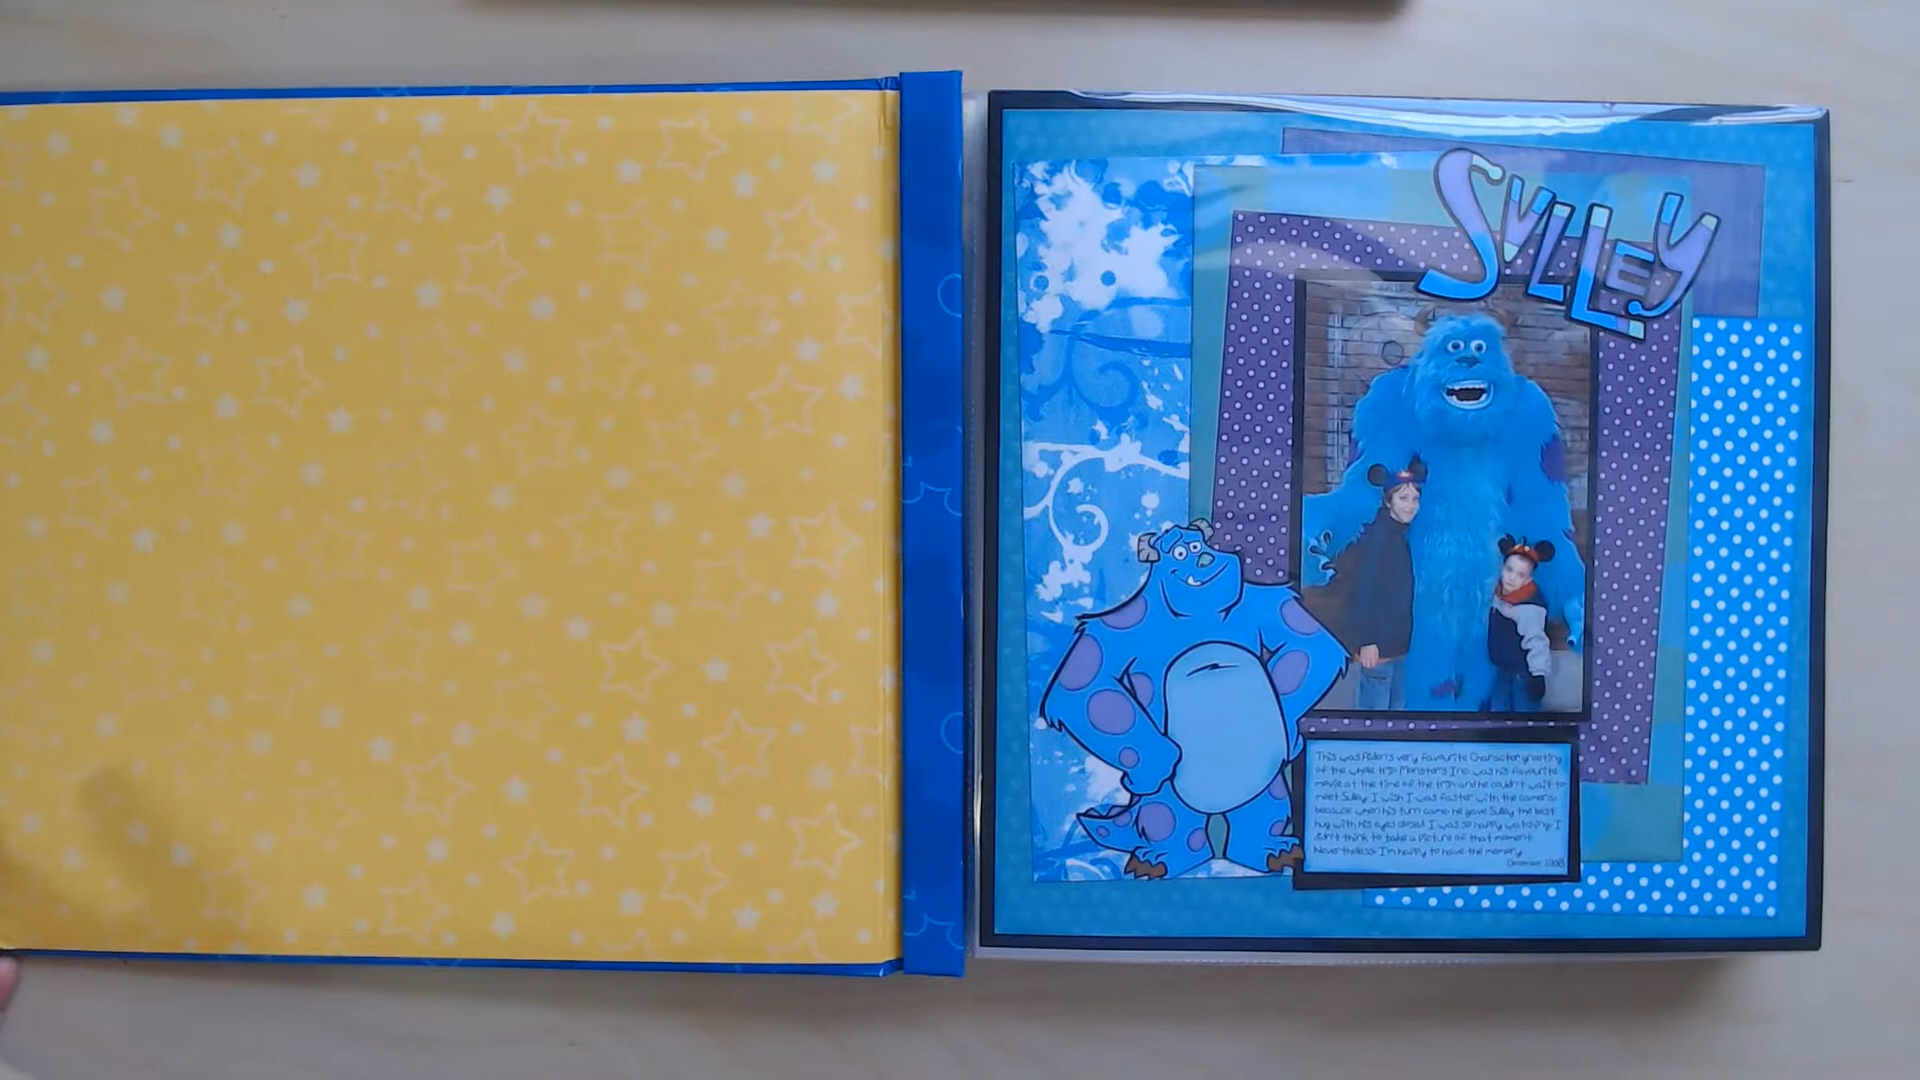 SULLEY
This was Aiden's very favourite Character greeting
of the whole trip. Monsters Inc. was his favourite
movie at the time of the trip and he couldn't wait to
meet Sulley. I wish I was faster with the camera
because when his turn came he gave Sulley the best
hug with his eyes closed. I was so happy watching I
didn't think to take a picture of that moment.
Nevertheless I'm happy to have the memory.
December 2008